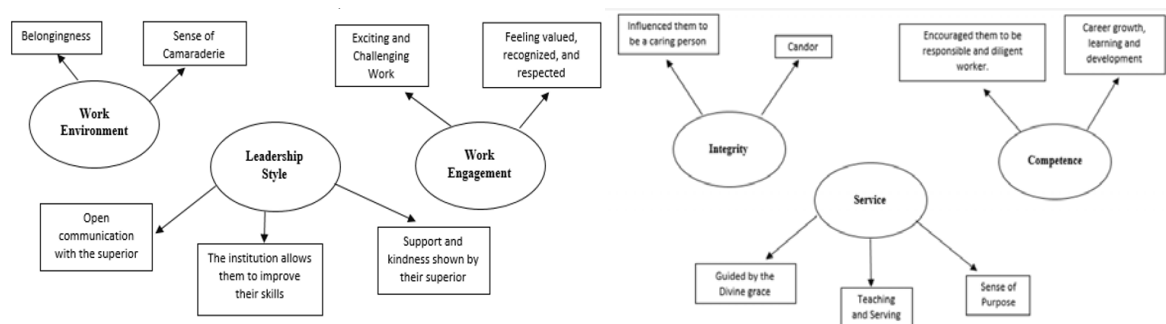 Belongingness
Sense of
Camaraderie
Work
Environment
Exciting and
Challenging
Work
Feeling valued,
recognized, and
respected
Work
Engagement
Leadership
Style
Open
communication
with the superior
The institution allows
them to improve
their skills
Support and
kindness shown by
their superior
Influenced them to
be a caring person
Candor
Integrity
Encouraged them to be
responsible and diligent
worker.
Career growth,
learning and
development
Competence
Service
Guided by the
Divine grace
Teaching
and Serving
Sense of
Purpose